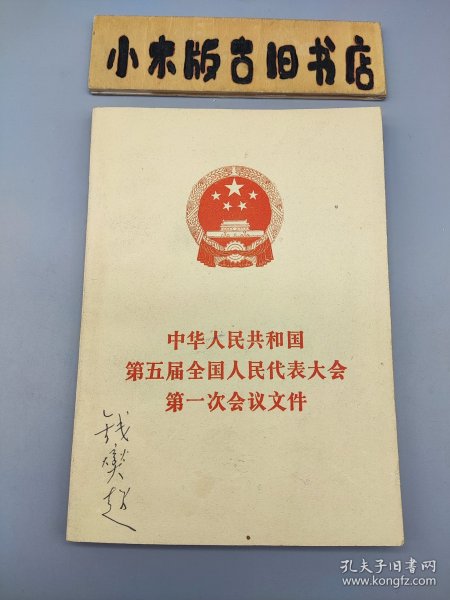 小木版古旧书店
中华人民共和国
第五届全国人民代表大会
第一次会议文件
钱
孔夫子旧书网
www.kongfz.com